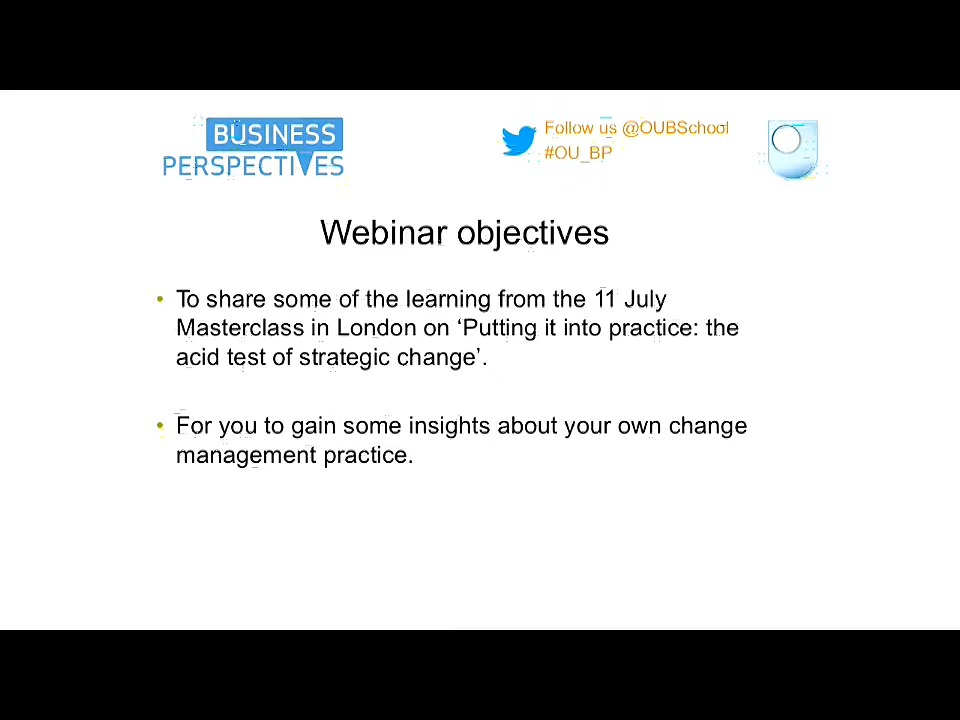 BUSINESS
PERSPECTIVES
Follow us @OUBSchool
#OU_BP
Webinar objectives
• To share some of the learning from the 11 July
Masterclass in London on ‘Putting it into practice: the
acid test of strategic change’.
• For you to gain some insights about your own change
management practice.